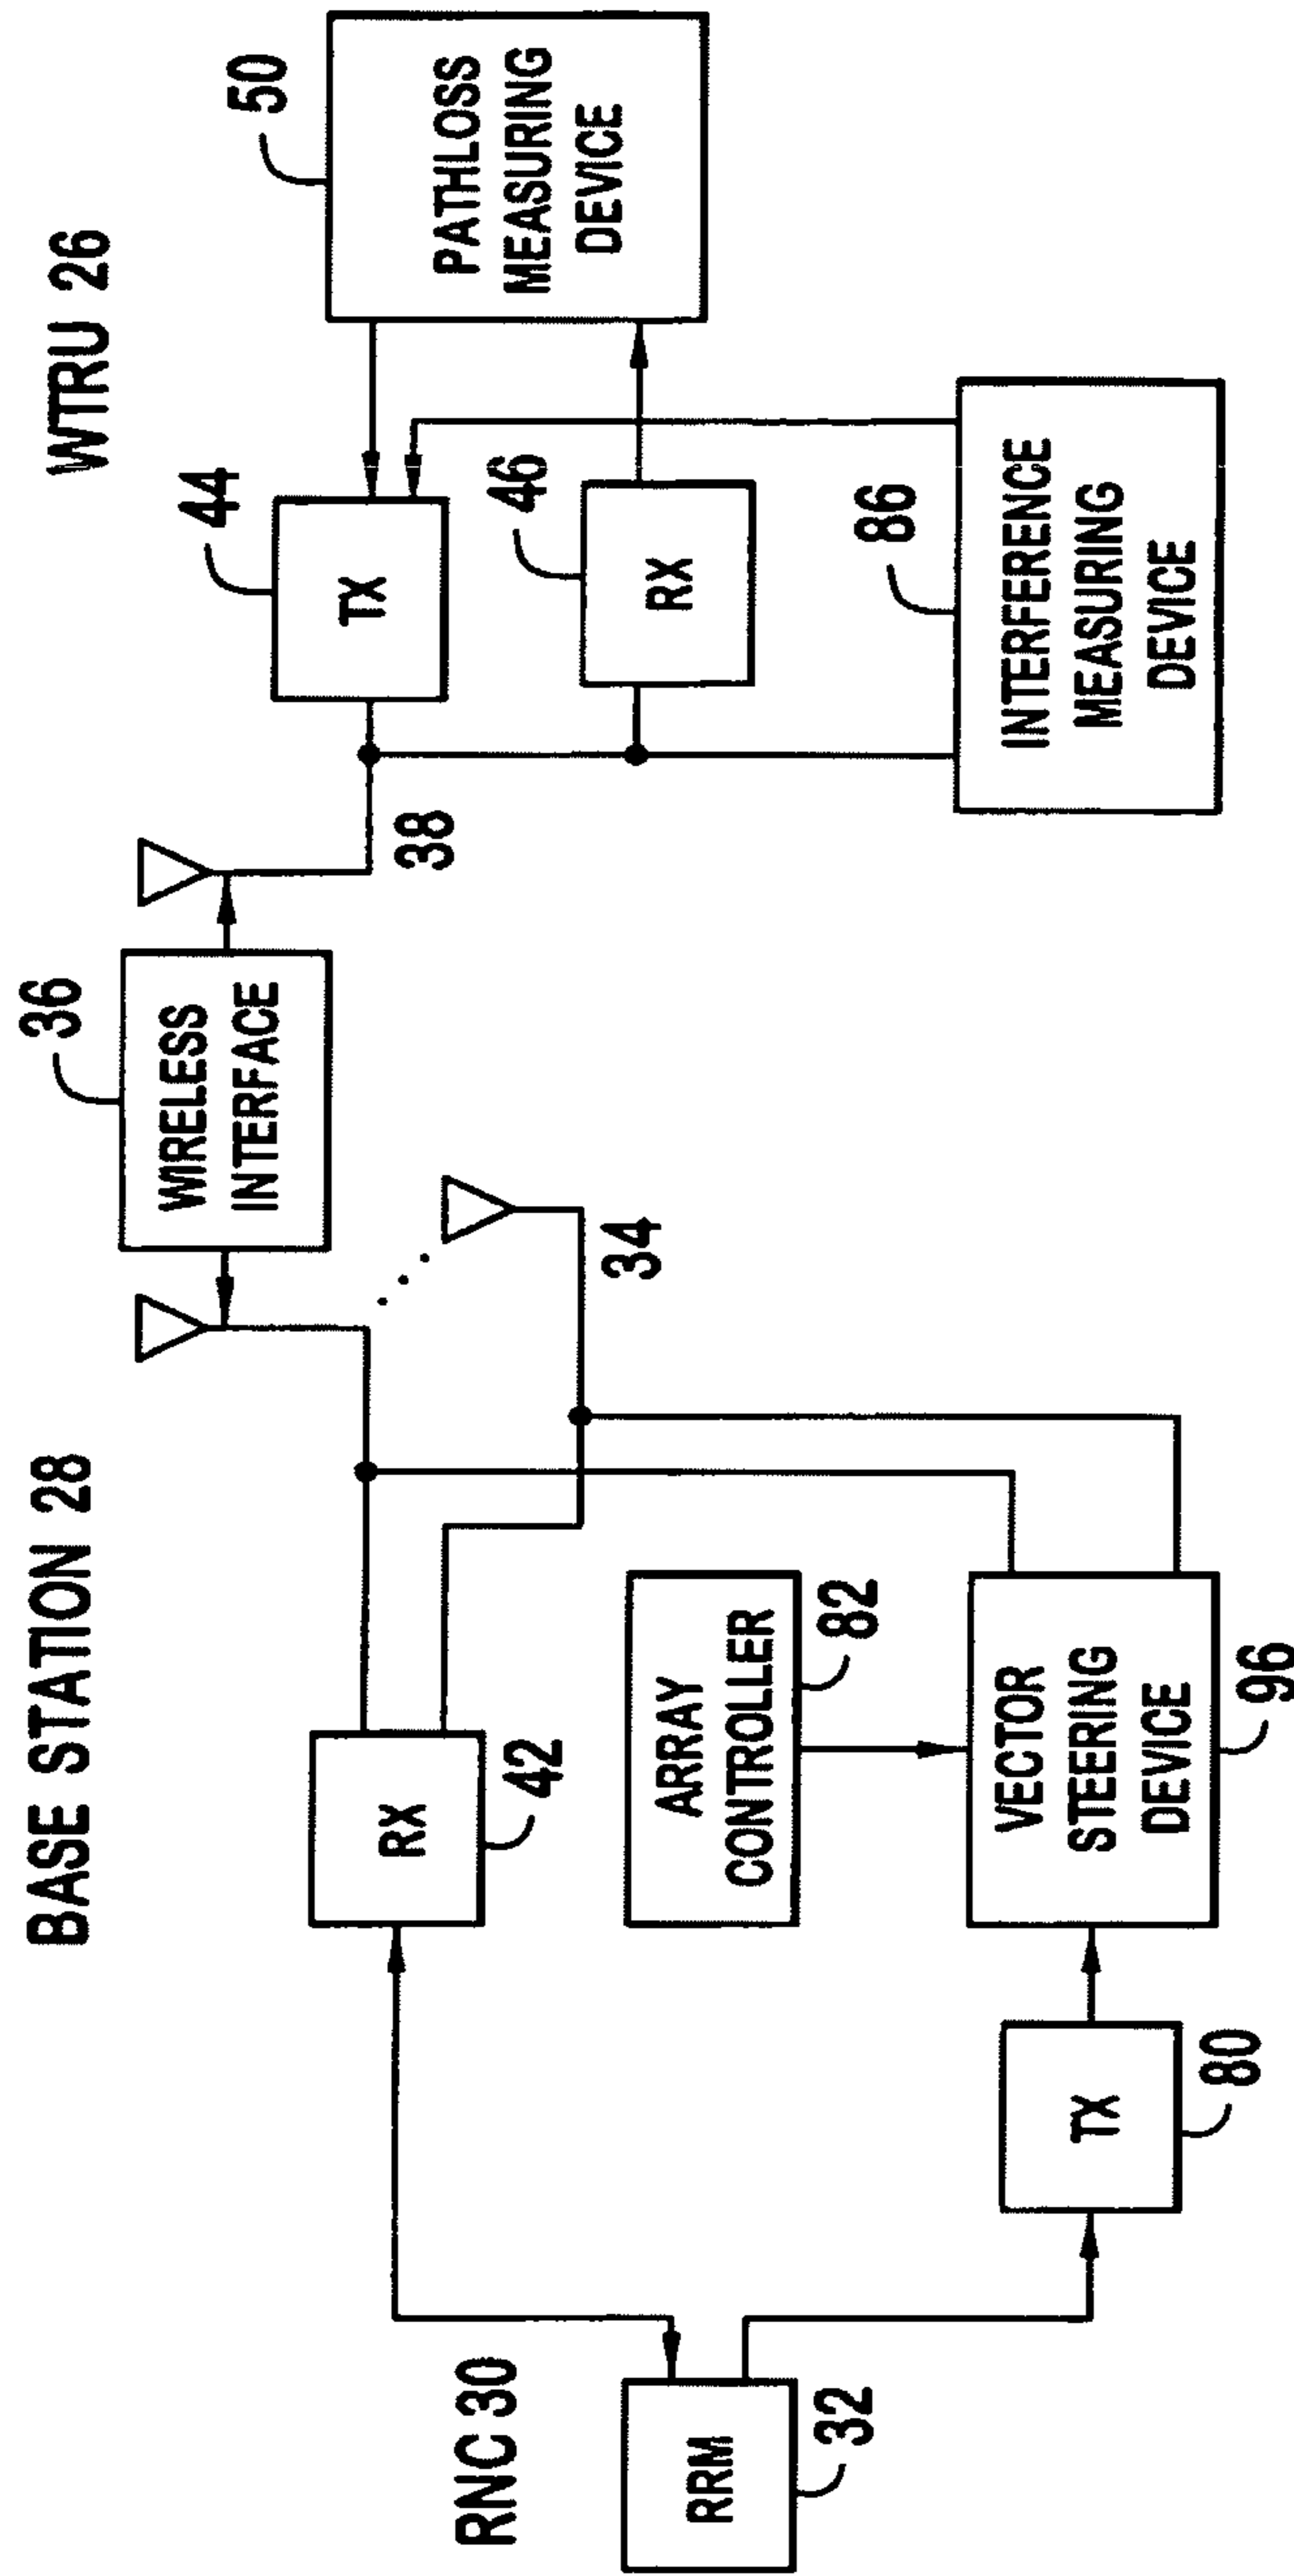 BASE STATION 28
WTRU 26
RNC 30
RRM
32
RX
42
TX
80
ARRAY
CONTROLLER
82
VECTOR
STEERING
DEVICE
96
34
36
WIRELESS
INTERFACE
38
44
TX
46
RX
50
PATHLOSS
MEASURING
DEVICE
86
INTERFERENCE
MEASURING
DEVICE